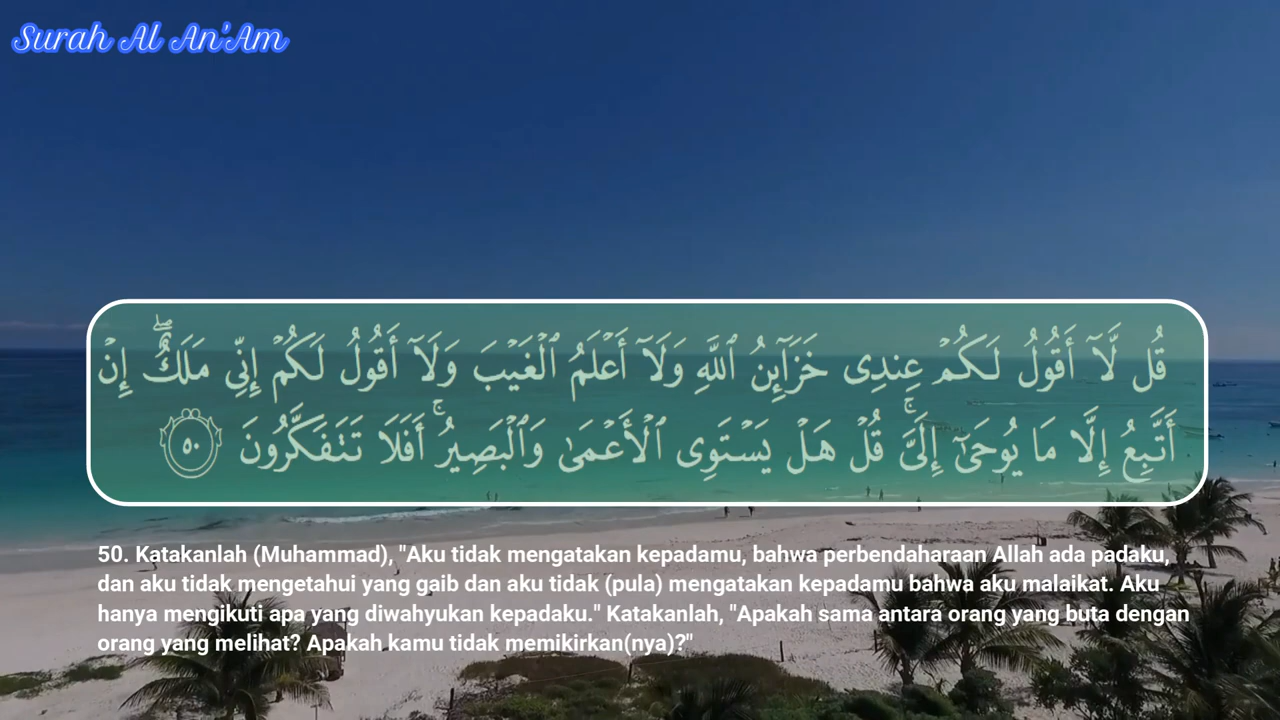 Surah Al An'Am
قُل لَّآ أَقُولُ لَكُمْ عِندِى خَزَآئِنُ ٱللَّهِ وَلَآ أَعْلَمُ ٱلْغَيْبَ وَلَآ أَقُولُ لَكُمْ إِنِّى مَلَكٌ ۖ إِنْ
أَتَّبِعُ إِلَّا مَا يُوحَىٰٓ إِلَىَّ ۚ قُلْ هَلْ يَسْتَوِى ٱلْأَعْمَىٰ وَٱلْبَصِيرُ ۚ أَفَلَا تَتَفَكَّرُونَ ٥٠
50. Katakanlah (Muhammad), "Aku tidak mengatakan kepadamu, bahwa perbendaharaan Allah ada padaku,
dan aku tidak mengetahui yang gaib dan aku tidak (pula) mengatakan kepadamu bahwa aku malaikat. Aku
hanya mengikuti apa yang diwahyukan kepadaku." Katakanlah, "Apakah sama antara orang yang buta dengan
orang yang melihat? Apakah kamu tidak memikirkan(nya)?"